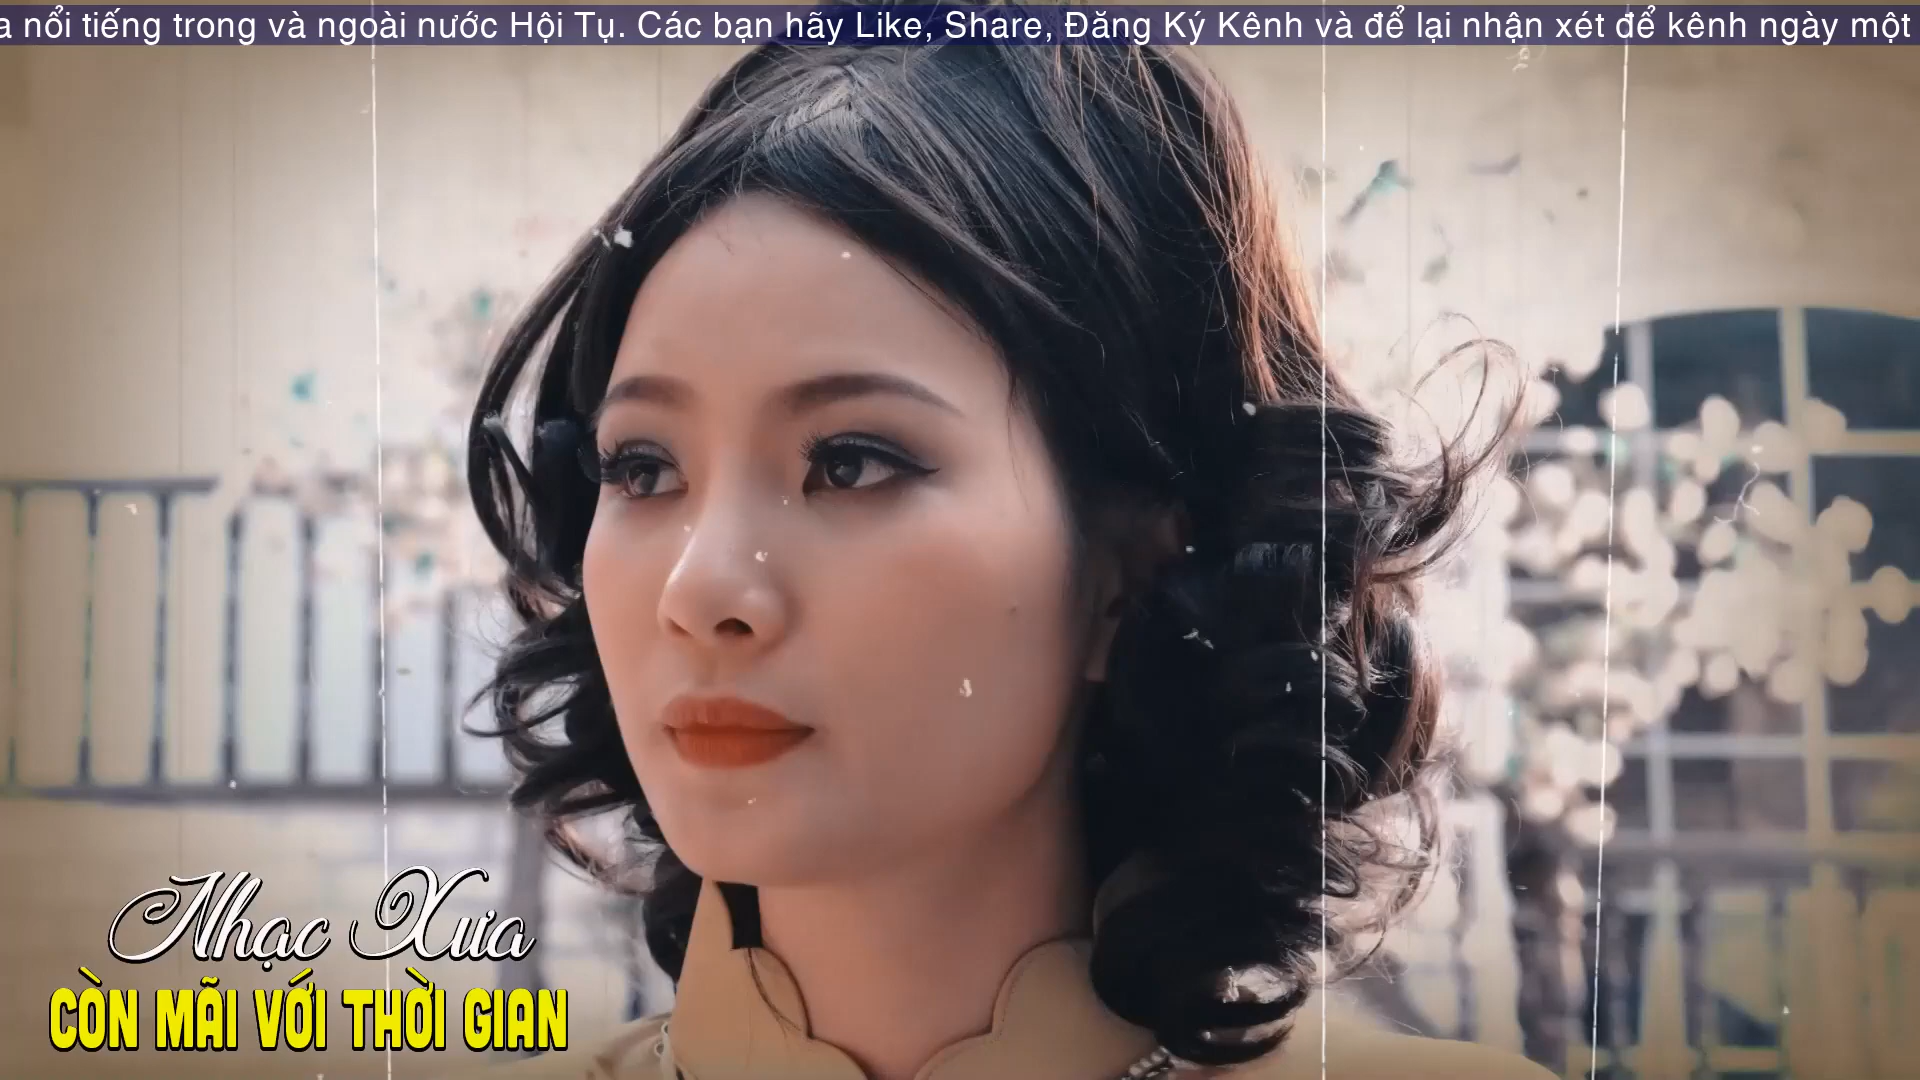 a nổi tiếng trong và ngoài nước Hội Tụ. Các bạn hãy Like, Share, Đăng Ký Kênh và để lại nhận xét để kênh ngày một
Nhạc Xưa
CÒN MÃI VỚI THỜI GIAN